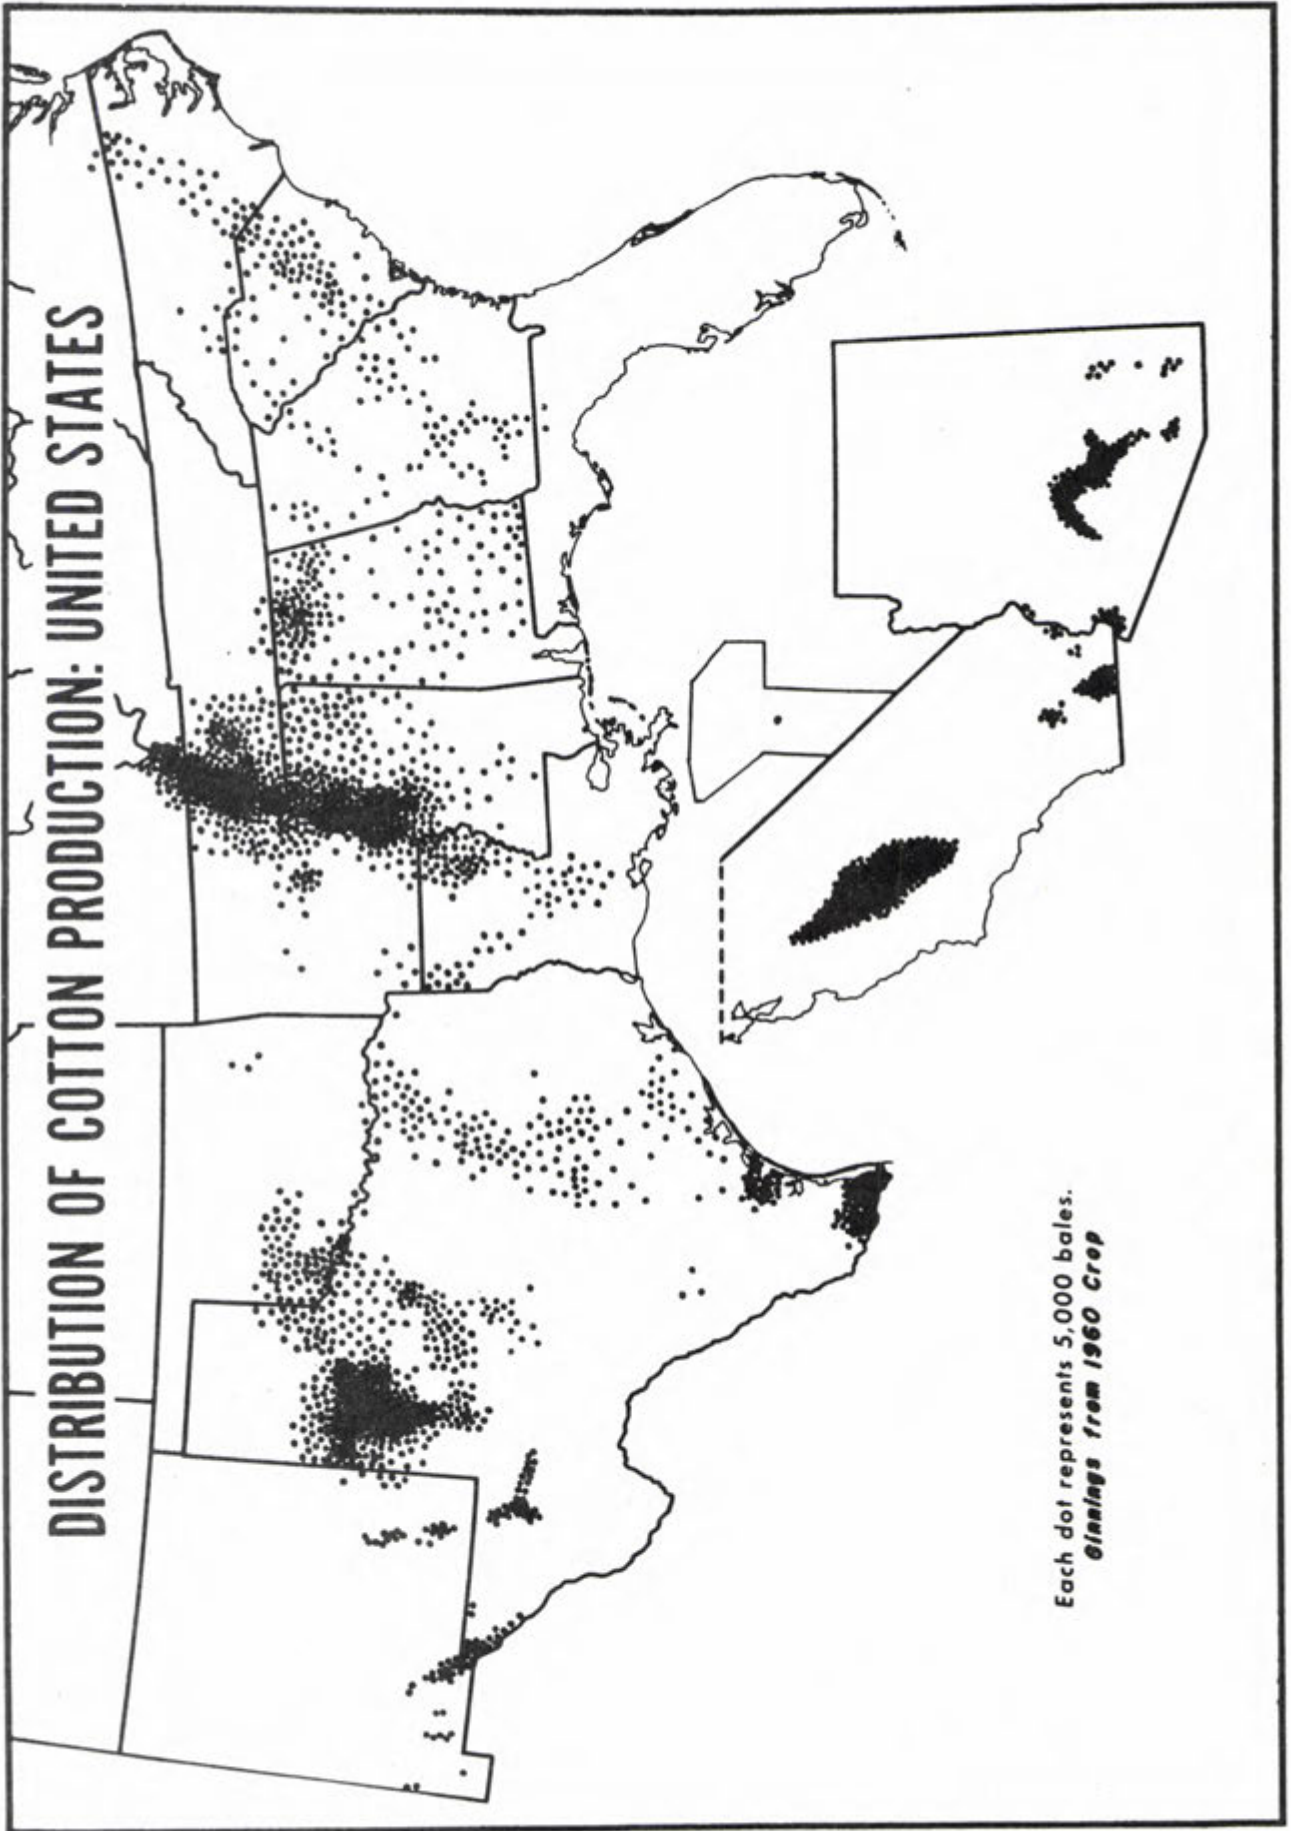 DISTRIBUTION OF COTTON PRODUCTION: UNITED STATES
Each dot represents 5,000 bales.
Ginnings from 1960 Crop